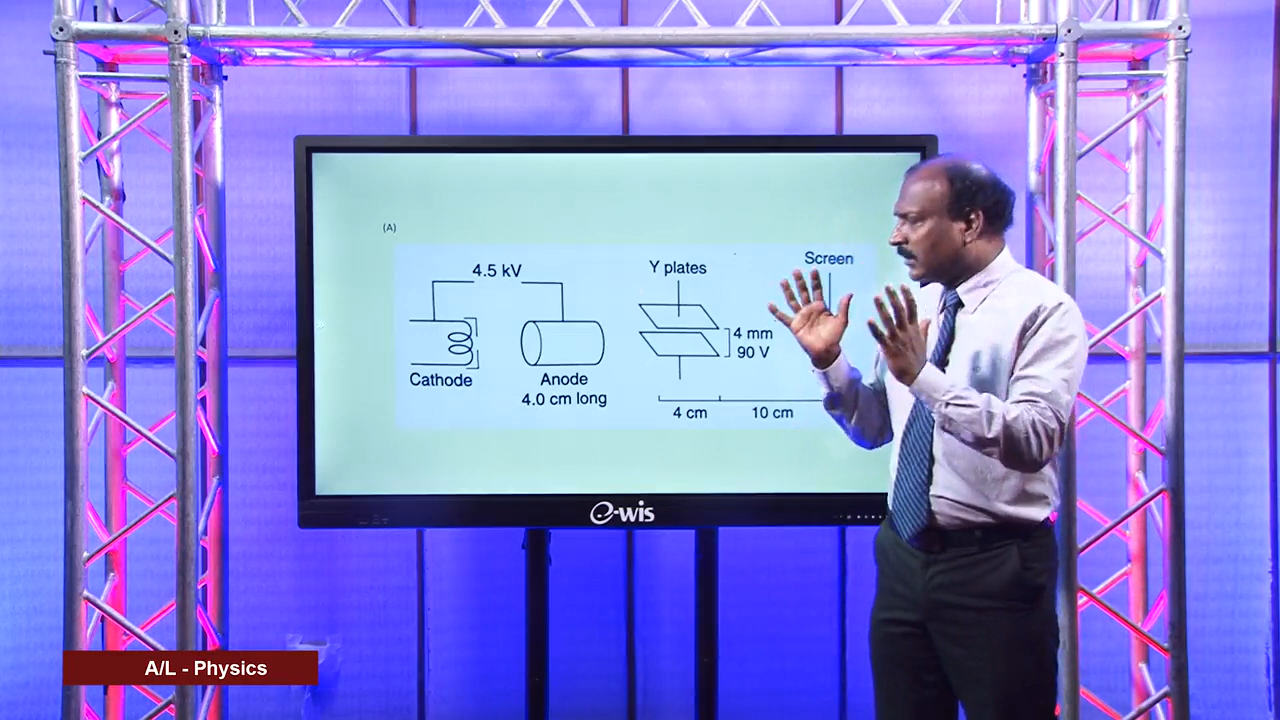 (A)
4.5 kV
Y plates
Screen
4 mm
90 V
Cathode
Anode
4.0 cm long
4 cm
10 cm
e-wis
A/L - Physics